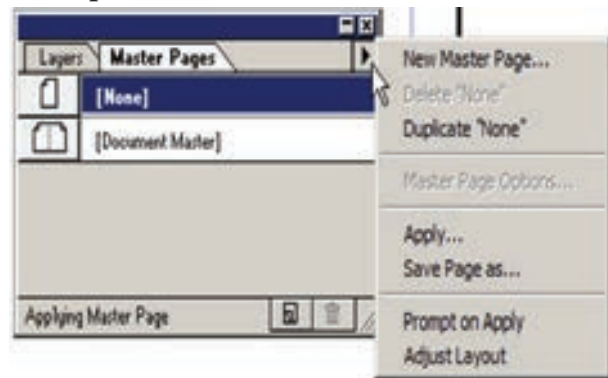 Layers Master Pages
[None]
[Document Master]
Applying Master Page
New Master Page...
Delete "None"
Duplicate "None"
Master Page Options...
Apply...
Save Page as...
Prompt on Apply
Adjust Layout